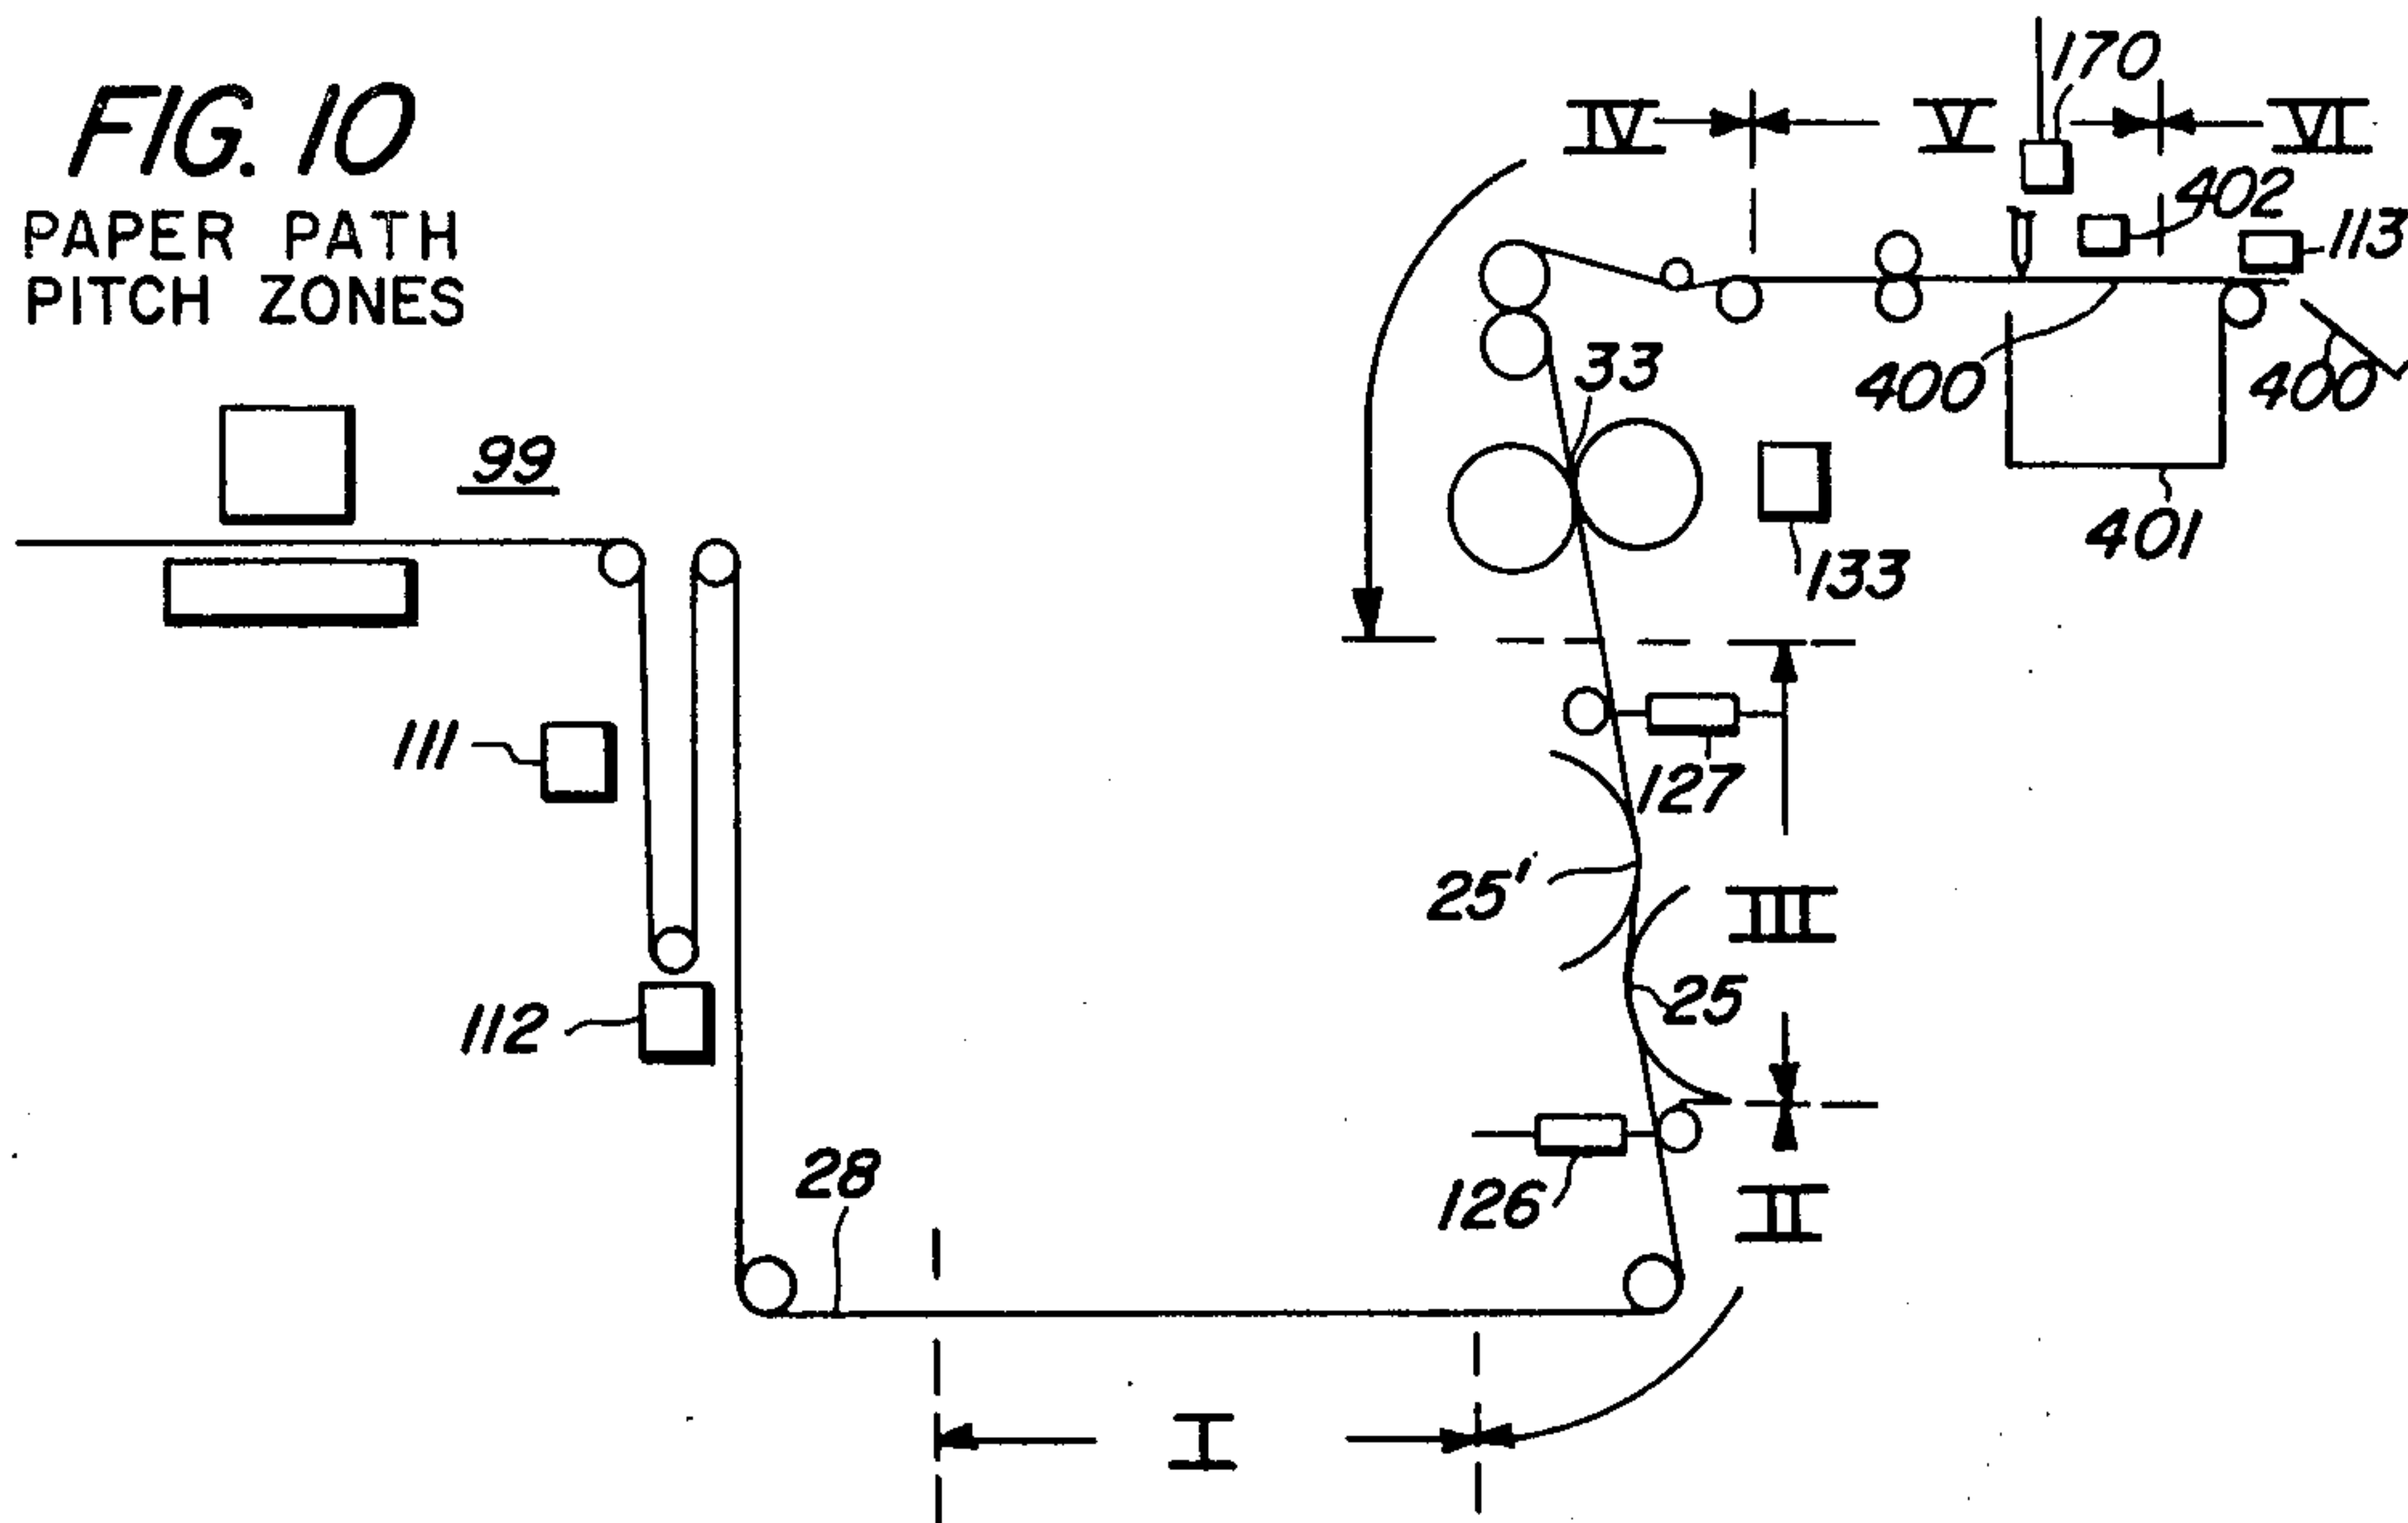 FIG. 10
PAPER PATH
PITCH ZONES
170
IV
V
VI
402
113
33
400
400
99
401
133
111
127
25'
III
25
112
28
126
II
I